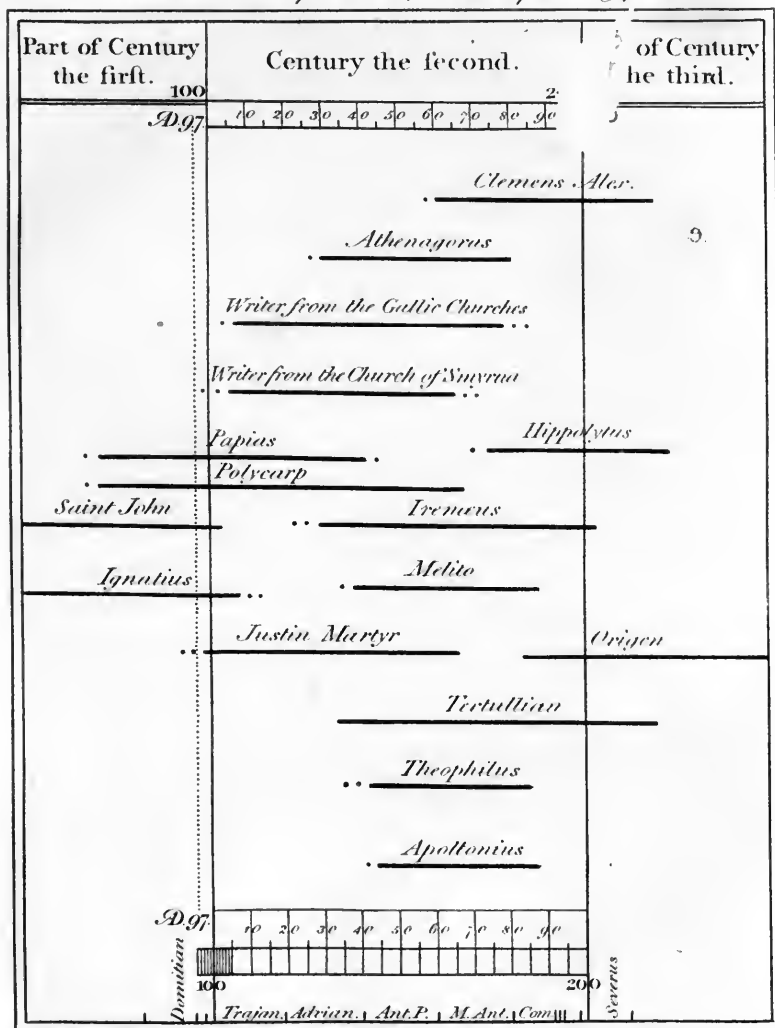 Part of Century
the firſt.
Century the ſecond.
of Century
he third.
100
2
A.D. 97
10 20 30 40 50 60 70 80 90
Clemens Alex.
Athenagoras
9.
Writer from the Gallic Churches
Writer from the Church of Smyrna
Hippolytus
Papias
Polycarp
Saint John
Irenæus
Ignatius
Melito
Justin Martyr
Origen
Tertullian
Theophilus
Apollonius
A.D. 97
10 20 30 40 50 60 70 80 90
Domitian
Severus
100
200
Trajan. Adrian. Ant. P. M. Ant. Com